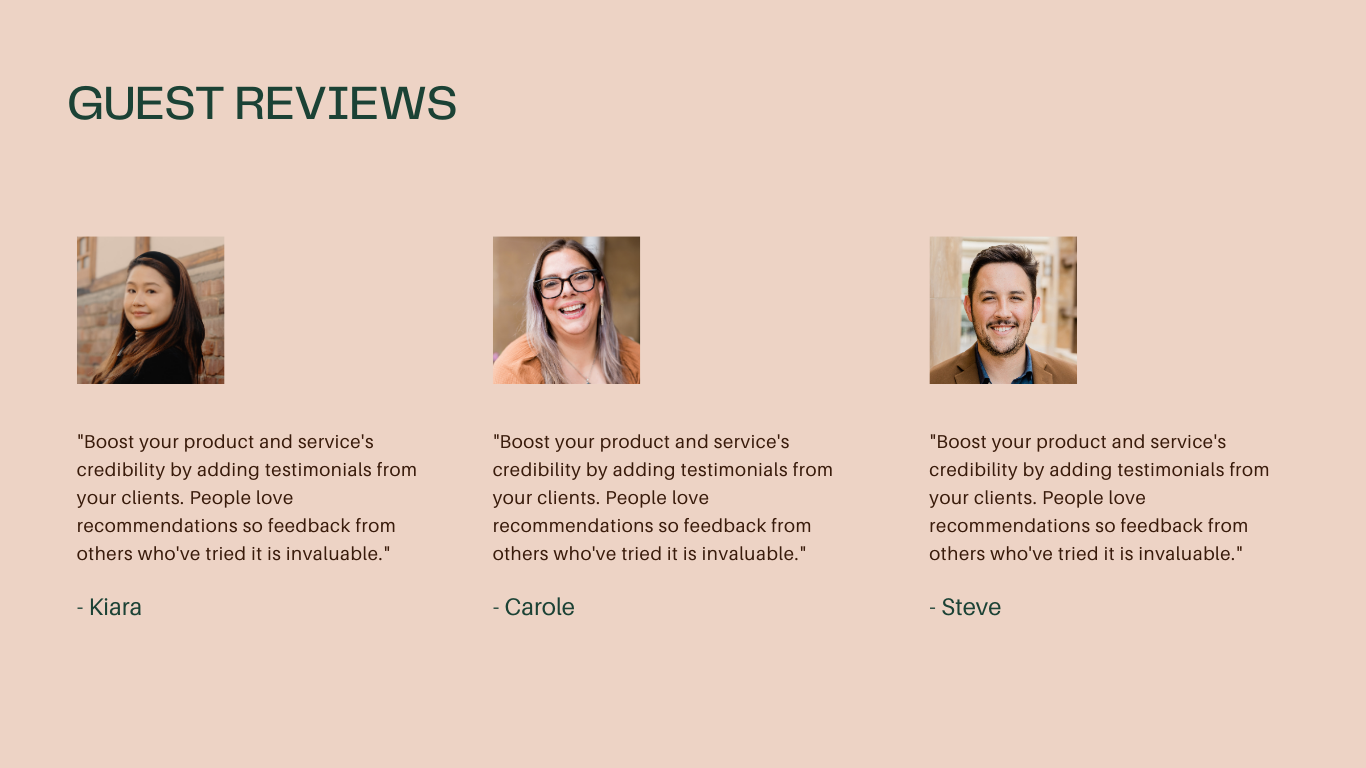 GUEST REVIEWS
"Boost your product and service's
credibility by adding testimonials from
your clients. People love
recommendations so feedback from
others who've tried it is invaluable."
- Kiara
"Boost your product and service's
credibility by adding testimonials from
your clients. People love
recommendations so feedback from
others who've tried it is invaluable."
- Carole
"Boost your product and service's
credibility by adding testimonials from
your clients. People love
recommendations so feedback from
others who've tried it is invaluable."
- Steve